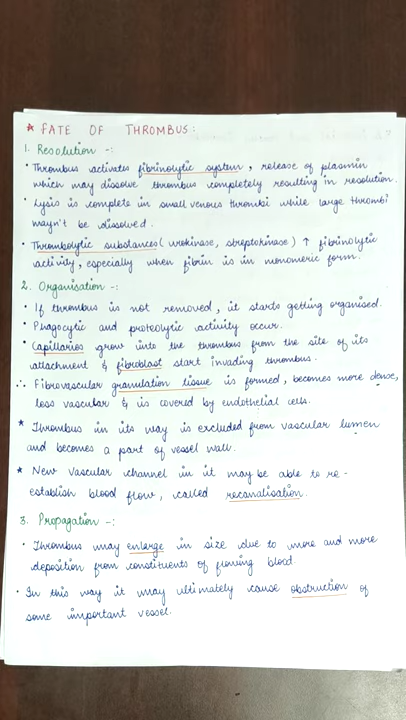 * FATE OF THROMBUS:
1. Resolution -:
• Thrombus activates fibrinolytic system, release of plasmin
which may dissolve thrombus completely resulting in resolution.
• Lysis is complete in small venous thrombi while large thrombi
mayn't be dissolved.
• Thrombolytic substances (urokinase, streptokinase) ↑ fibrinolytic
activity, especially when fibrin is in monomeric form.
2. Organisation -:
• If thrombus is not removed, it starts getting organised.
• Phagocytic and proteolytic activity occur.
• Capillaries grow into the thrombus from the site of its
attachment & fibroblast start invading thrombus.
∴ Fibrovascular granulation tissue is formed, becomes more dense,
less vascular & is covered by endothelial cells.
* Thrombus in its way is excluded from vascular lumen
and becomes a part of vessel wall.
* New vascular channel in it may be able to re-
establish blood flow, called recanalisation.
3. Propagation -:
• Thrombus may enlarge in size due to more and more
deposition from constituents of flowing blood.
• In this way it may ultimately cause obstruction of
some important vessel.